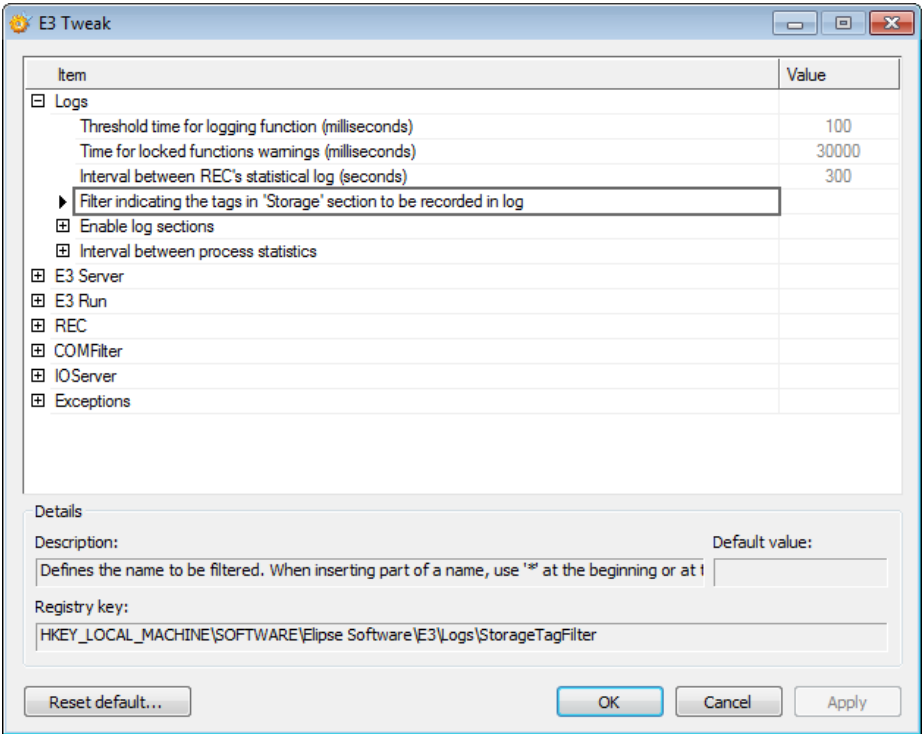 E3 Tweak
Item Value
Logs
Threshold time for logging function (milliseconds) 100
Time for locked functions warnings (milliseconds) 30000
Interval between REC's statistical log (seconds) 300
Filter indicating the tags in 'Storage' section to be recorded in log
Enable log sections
Interval between process statistics
E3 Server
E3 Run
REC
COMFilter
IOServer
Exceptions
Details
Description: Default value:
Defines the name to be filtered. When inserting part of a name, use '*' at the beginning or at
Registry key:
HKEY_LOCAL_MACHINE\SOFTWARE\Elipse Software\E3\Logs\StorageTagFilter
Reset default... OK Cancel Apply